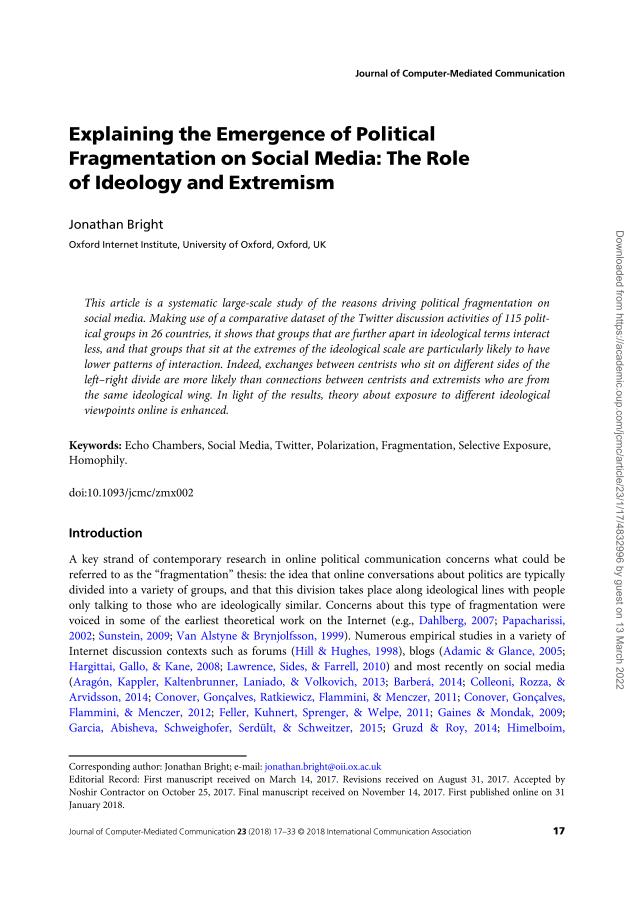 Journal of Computer-Mediated Communication
Explaining the Emergence of Political
Fragmentation on Social Media: The Role
of Ideology and Extremism
Jonathan Bright
Oxford Internet Institute, University of Oxford, Oxford, UK
This article is a systematic large-scale study of the reasons driving political fragmentation on
social media. Making use of a comparative dataset of the Twitter discussion activities of 115 polit-
ical groups in 26 countries, it shows that groups that are further apart in ideological terms interact
less, and that groups that sit at the extremes of the ideological scale are particularly likely to have
lower patterns of interaction. Indeed, exchanges between centrists who sit on different sides of the
left–right divide are more likely than connections between centrists and extremists who are from
the same ideological wing. In light of the results, theory about exposure to different ideological
viewpoints online is enhanced.
Keywords: Echo Chambers, Social Media, Twitter, Polarization, Fragmentation, Selective Exposure,
Homophily.
doi:10.1093/jcmc/zmx002
Introduction
A key strand of contemporary research in online political communication concerns what could be
referred to as the “fragmentation” thesis: the idea that online conversations about politics are typically
divided into a variety of groups, and that this division takes place along ideological lines with people
only talking to those who are ideologically similar. Concerns about this type of fragmentation were
voiced in some of the earliest theoretical work on the Internet (e.g., Dahlberg, 2007; Papacharissi,
2002; Sunstein, 2009; Van Alstyne & Brynjolfsson, 1999). Numerous empirical studies in a variety of
Internet discussion contexts such as forums (Hill & Hughes, 1998), blogs (Adamic & Glance, 2005;
Hargittai, Gallo, & Kane, 2008; Lawrence, Sides, & Farrell, 2010) and most recently on social media
(Aragón, Kappler, Kaltenbrunner, Laniado, & Volkovich, 2013; Barberá, 2014; Colleoni, Rozza, &
Arvidsson, 2014; Conover, Gonçalves, Ratkiewicz, Flammini, & Menczer, 2011; Conover, Gonçalves,
Flammini, & Menczer, 2012; Feller, Kuhnert, Sprenger, & Welpe, 2011; Gaines & Mondak, 2009;
Garcia, Abisheva, Schweighofer, Serdült, & Schweitzer, 2015; Gruzd & Roy, 2014; Himelboim,
Corresponding author: Jonathan Bright; e-mail: jonathan.bright@oii.ox.ac.uk
Editorial Record: First manuscript received on March 14, 2017. Revisions received on August 31, 2017. Accepted by
Noshir Contractor on October 25, 2017. Final manuscript received on November 14, 2017. First published online on 31
January 2018.
Journal of Computer-Mediated Communication 23 (2018) 17–33 © 2018 International Communication Association
17
Downloaded from https://academic.oup.com/jcmc/article/23/1/17/4832996 by guest on 13 March 2022